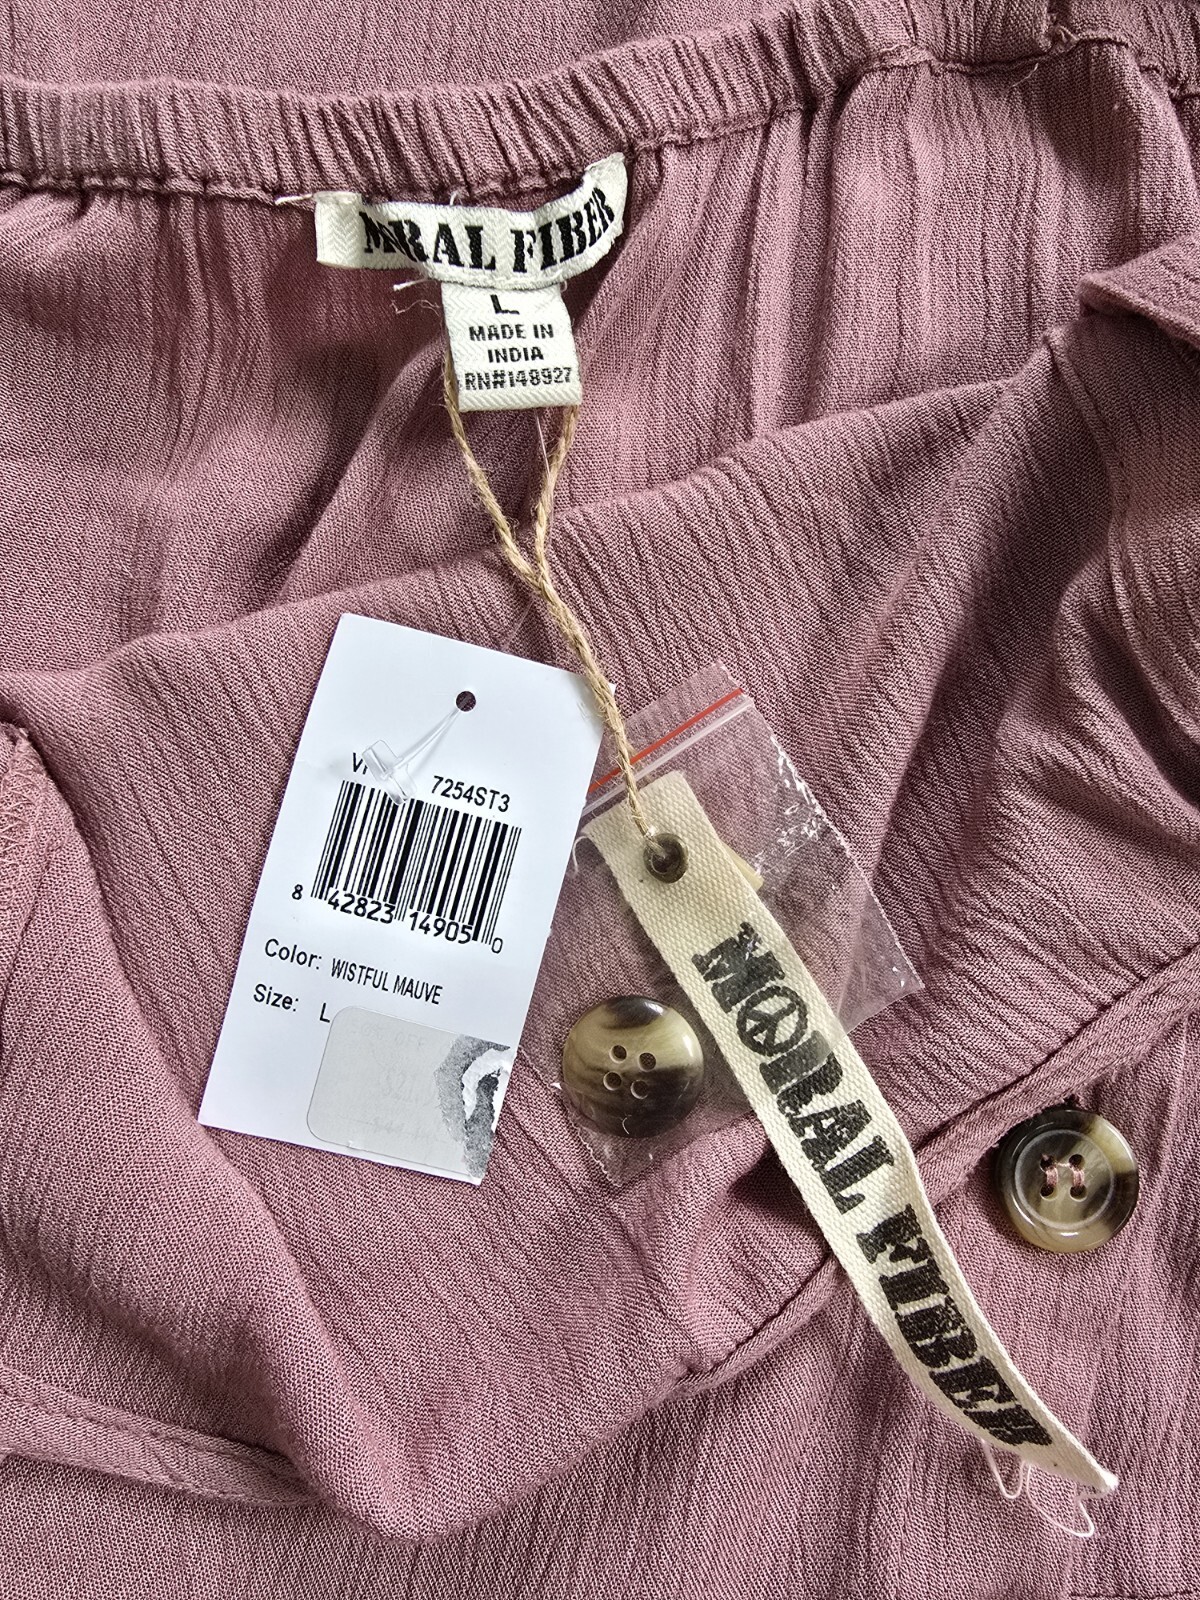 MORAL FIBER
L
MADE IN
INDIA
RN#148927
7254ST3
8 42823 14905 0
Color: WISTFUL MAUVE
Size: L
MORAL FIBER